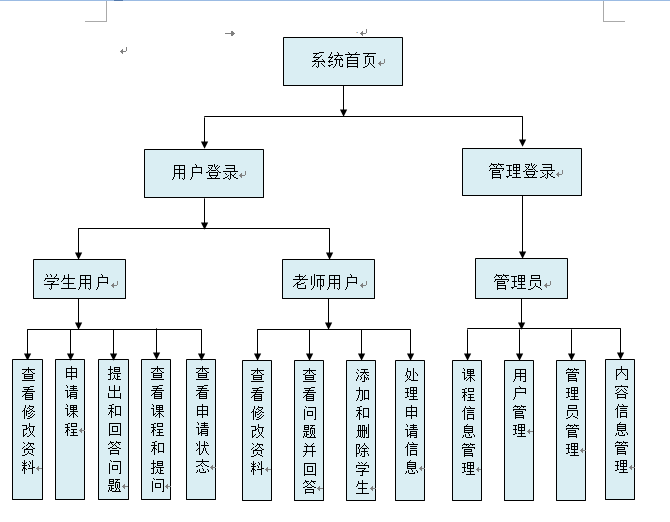 系统首页
用户登录
管理登录
学生用户
老师用户
管理员
查看修改资料
申请课程
提出和回答问题
查看课程和提问
查看申请状态
查看修改资料
查看问题并回答
添加和删除学生
处理申请信息
课程信息管理
用户管理
管理员管理
内容信息管理